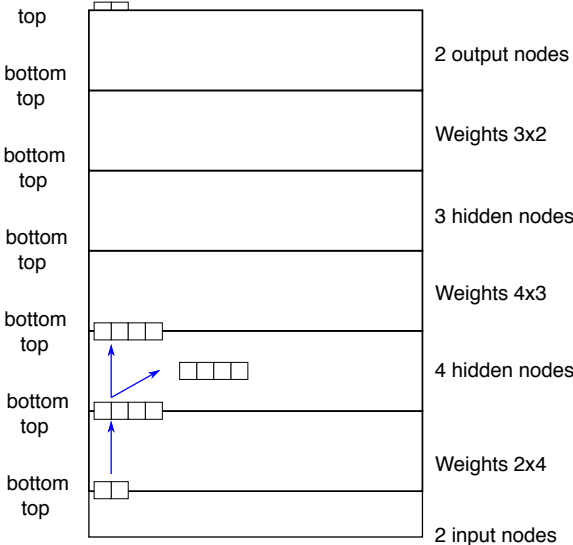 top
2 output nodes
bottom
top
Weights 3x2
bottom
top
3 hidden nodes
bottom
top
Weights 4x3
bottom
top
4 hidden nodes
bottom
top
Weights 2x4
bottom
top
2 input nodes